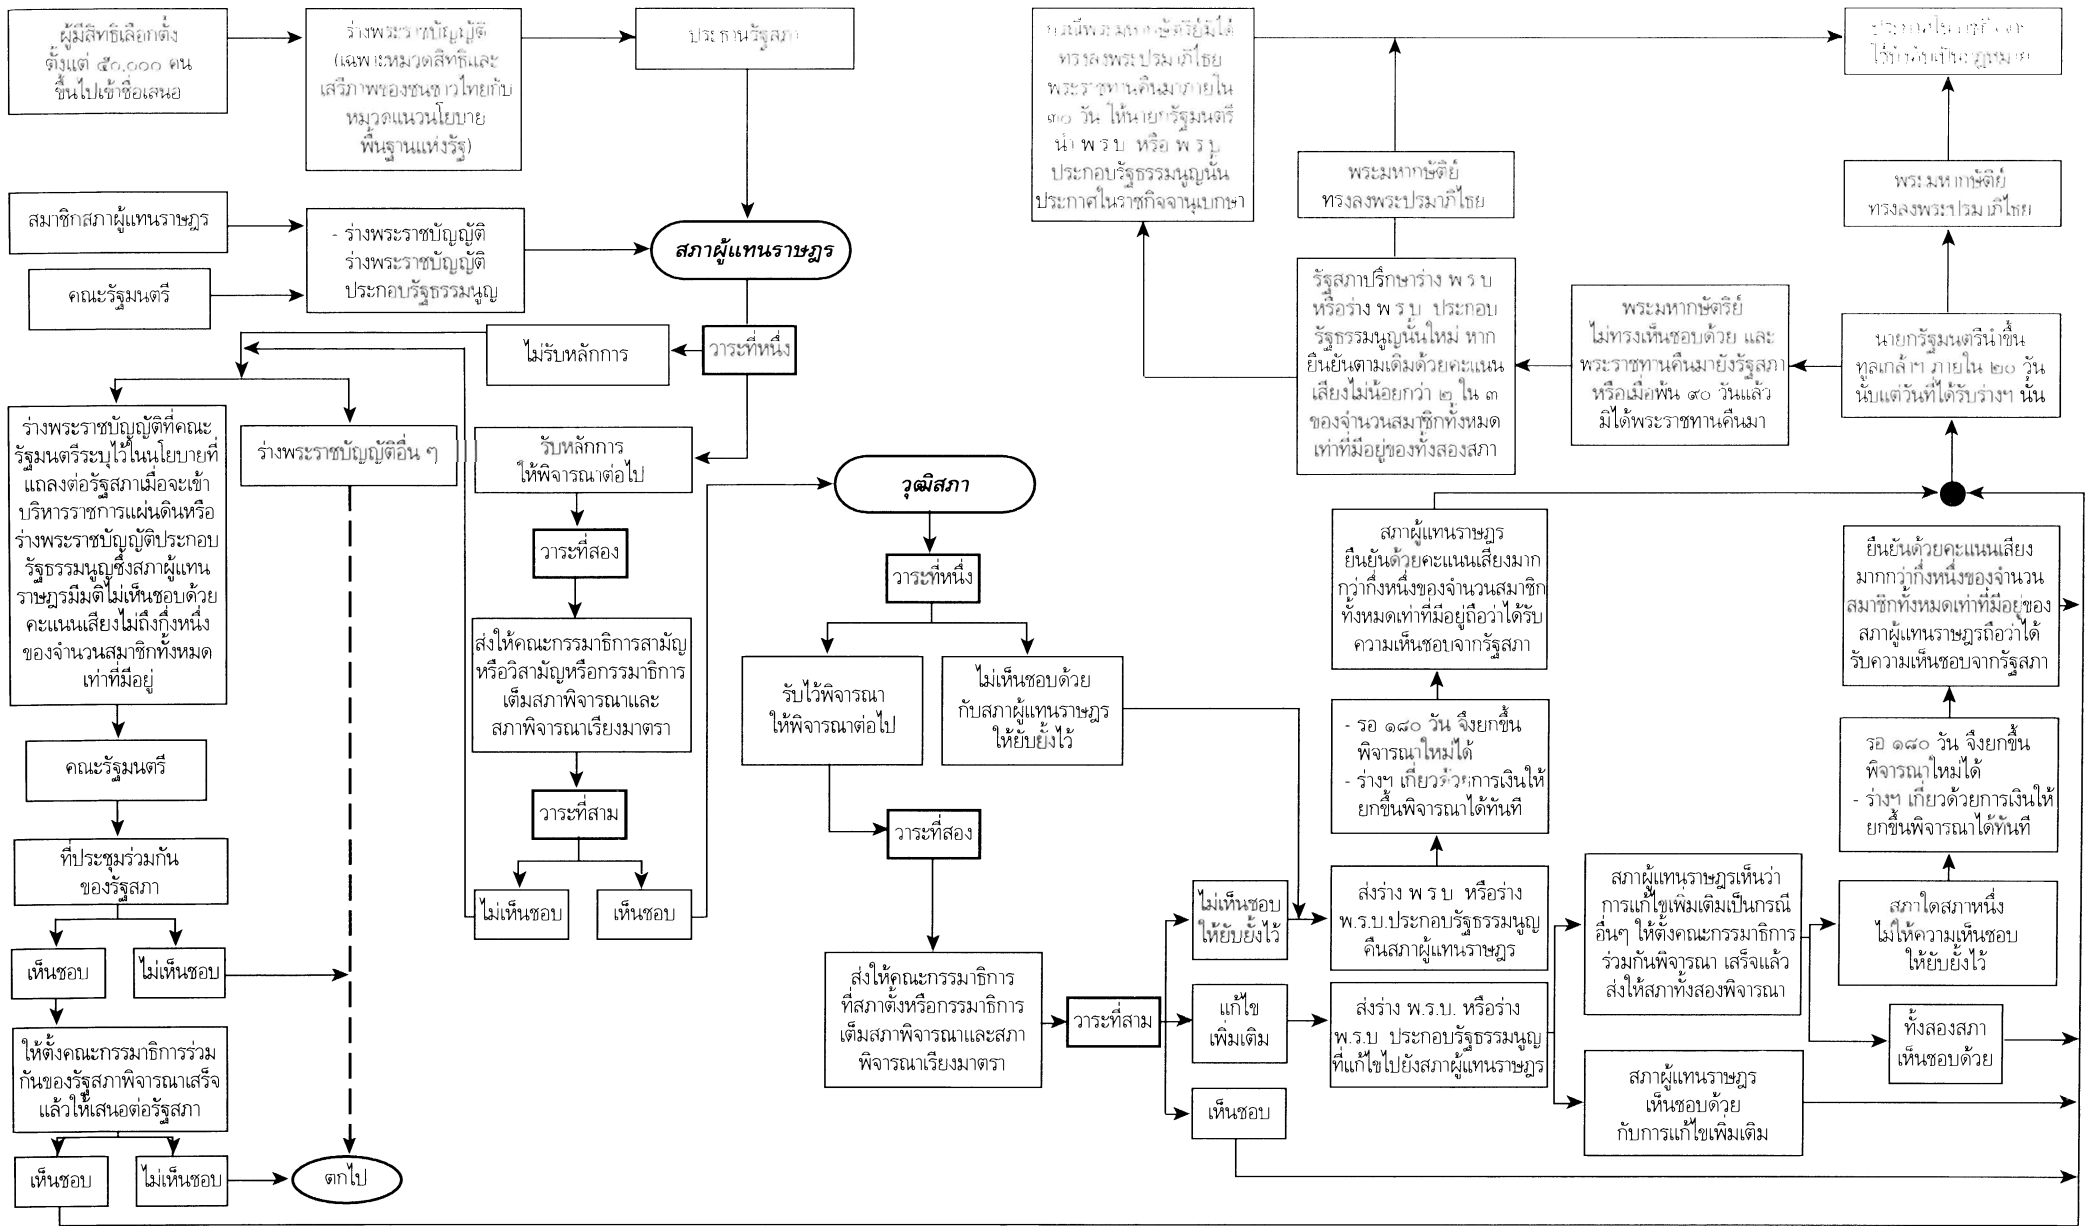 ผู้มีสิทธิเลือกตั้ง
ตั้งแต่ ๕๐,๐๐๐ คน
ขึ้นไปเข้าชื่อเสนอ
ร่างพระราชบัญญัติ
(เฉพาะหมวดสิทธิและ
เสรีภาพของชนชาวไทยกับ
หมวดแนวนโยบาย
พื้นฐานแห่งรัฐ)
ประธานรัฐสภา
สมาชิกสภาผู้แทนราษฎร
คณะรัฐมนตรี
- ร่างพระราชบัญญัติ
ร่างพระราชบัญญัติ
ประกอบรัฐธรรมนูญ
สภาผู้แทนราษฎร
วาระที่หนึ่ง
ไม่รับหลักการ
ร่างพระราชบัญญัติที่คณะ
รัฐมนตรีระบุไว้ในนโยบายที่
แถลงต่อรัฐสภาเมื่อจะเข้า
บริหารราชการแผ่นดินหรือ
ร่างพระราชบัญญัติประกอบ
รัฐธรรมนูญซึ่งสภาผู้แทน
ราษฎรมีมติไม่เห็นชอบด้วย
คะแนนเสียงไม่ถึงกึ่งหนึ่ง
ของจำนวนสมาชิกทั้งหมด
เท่าที่มีอยู่
ร่างพระราชบัญญัติอื่น ๆ
คณะรัฐมนตรี
ที่ประชุมร่วมกัน
ของรัฐสภา
เห็นชอบ
ไม่เห็นชอบ
ให้ตั้งคณะกรรมาธิการร่วม
กันของรัฐสภาพิจารณาเสร็จ
แล้วให้เสนอต่อรัฐสภา
เห็นชอบ
ไม่เห็นชอบ
ตกไป
รับหลักการ
ให้พิจารณาต่อไป
วาระที่สอง
ส่งให้คณะกรรมาธิการสามัญ
หรือวิสามัญหรือกรรมาธิการ
เต็มสภาพิจารณาและ
สภาพิจารณาเรียงมาตรา
วาระที่สาม
ไม่เห็นชอบ
เห็นชอบ
วุฒิสภา
วาระที่หนึ่ง
รับไว้พิจารณา
ให้พิจารณาต่อไป
ไม่เห็นชอบด้วย
กับสภาผู้แทนราษฎร
ให้ยับยั้งไว้
วาระที่สอง
ส่งให้คณะกรรมาธิการ
ที่สภาตั้งหรือกรรมาธิการ
เต็มสภาพิจารณาและสภา
พิจารณาเรียงมาตรา
วาระที่สาม
ไม่เห็นชอบ
ให้ยับยั้งไว้
แก้ไข
เพิ่มเติม
เห็นชอบ
ส่งร่าง พ ร บ หรือร่าง
พ.ร.บ.ประกอบรัฐธรรมนูญ
คืนสภาผู้แทนราษฎร
ส่งร่าง พ.ร.บ. หรือร่าง
พ.ร.บ ประกอบรัฐธรรมนูญ
ที่แก้ไขไปยังสภาผู้แทนราษฎร
- รอ ๑๘๐ วัน จึงยกขึ้น
พิจารณาใหม่ได้
- ร่างฯ เกี่ยวด้วยการเงินให้
ยกขึ้นพิจารณาได้ทันที
สภาผู้แทนราษฎร
ยืนยันด้วยคะแนนเสียงมาก
กว่ากึ่งหนึ่งของจำนวนสมาชิก
ทั้งหมดเท่าที่มีอยู่ถือว่าได้รับ
ความเห็นชอบจากรัฐสภา
สภาผู้แทนราษฎรเห็นว่า
การแก้ไขเพิ่มเติมเป็นกรณี
อื่นๆ ให้ตั้งคณะกรรมาธิการ
ร่วมกันพิจารณา เสร็จแล้ว
ส่งให้สภาทั้งสองพิจารณา
สภาผู้แทนราษฎร
เห็นชอบด้วย
กับการแก้ไขเพิ่มเติม
สภาใดสภาหนึ่ง
ไม่ให้ความเห็นชอบ
ให้ยับยั้งไว้
ทั้งสองสภา
เห็นชอบด้วย
รอ ๑๘๐ วัน จึงยกขึ้น
พิจารณาใหม่ได้
- ร่างฯ เกี่ยวด้วยการเงินให้
ยกขึ้นพิจารณาได้ทันที
ยืนยันด้วยคะแนนเสียง
มากกว่ากึ่งหนึ่งของจำนวน
สมาชิกทั้งหมดเท่าที่มีอยู่ของ
สภาผู้แทนราษฎรถือว่าได้
รับความเห็นชอบจากรัฐสภา
นายกรัฐมนตรีนำขึ้น
ทูลเกล้าฯ ภายใน ๒๐ วัน
นับแต่วันที่ได้รับร่างฯ นั้น
พระมหากษัตริย์
ไม่ทรงเห็นชอบด้วย และ
พระราชทานคืนมายังรัฐสภา
หรือเมื่อพ้น ๙๐ วันแล้ว
มิได้พระราชทานคืนมา
รัฐสภาปรึกษาร่าง พ ร บ
หรือร่าง พ ร บ ประกอบ
รัฐธรรมนูญนั้นใหม่ หาก
ยืนยันตามเดิมด้วยคะแนน
เสียงไม่น้อยกว่า ๒ ใน ๓
ของจำนวนสมาชิกทั้งหมด
เท่าที่มีอยู่ของทั้งสองสภา
พระมหากษัติย์
ทรงลงพระปรมาภิไธย
พระมหากษัติย์
ทรงลงพระปรมาภิไธย
กรณีพระมหากษัตริย์มิได้
ทรงลงพระปรมาภิไธย
พระราชทานคืนมาภายใน
๓๐ วัน ให้นายกรัฐมนตรี
นำ พ ร บ หรือ พ ร บ
ประกอบรัฐธรรมนูญนั้น
ประกาศในราชกิจจานุเบกษา